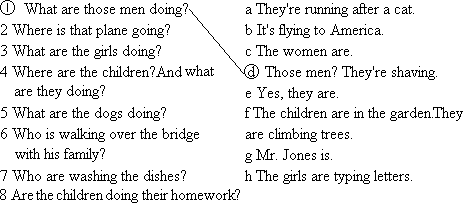 ① What are those men doing?
2 Where is that plane going?
3 What are the girls doing?
4 Where are the children?And what
are they doing?
5 What are the dogs doing?
6 Who is walking over the bridge
with his family?
7 Who are washing the dishes?
8 Are the children doing their homework?
a They're running after a cat.
b It's flying to America.
c The women are.
ⓓ Those men? They're shaving.
e Yes, they are.
f The children are in the garden.They
are climbing trees.
g Mr. Jones is.
h The girls are typing letters.